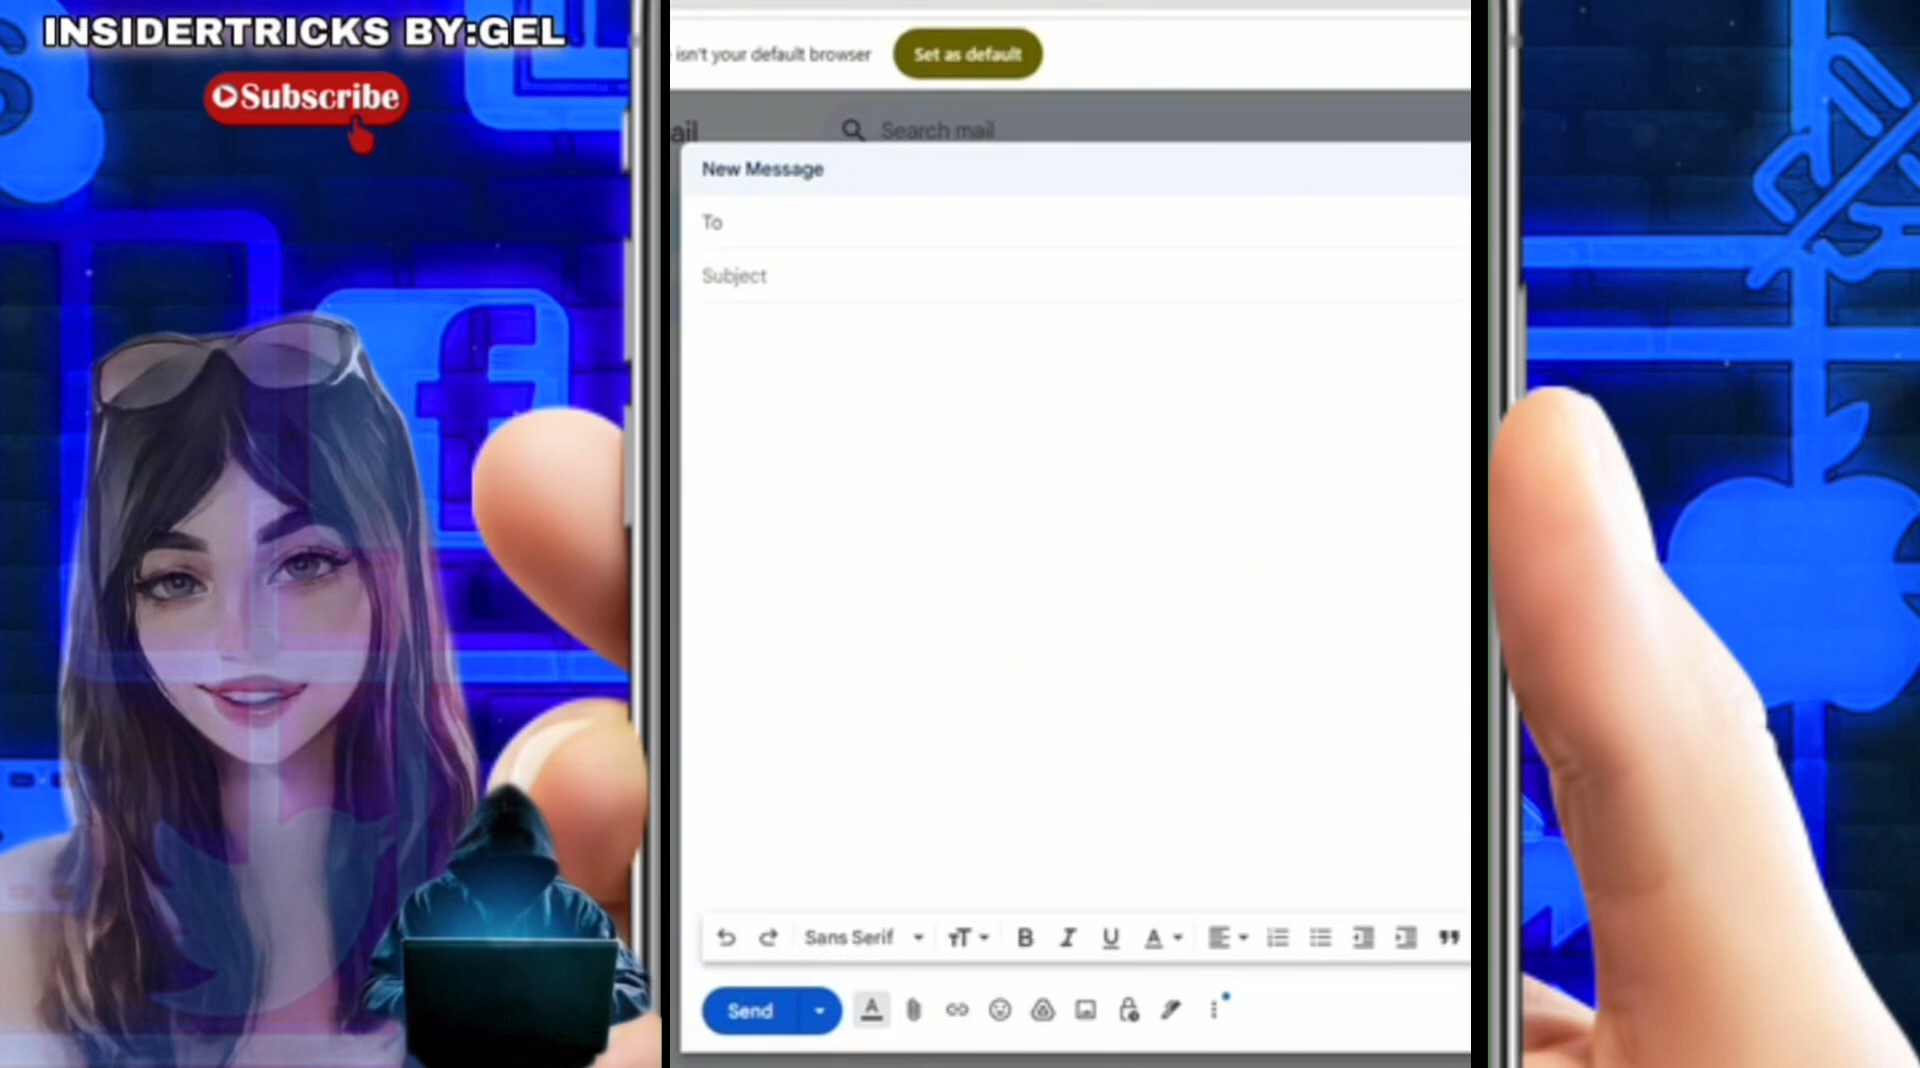 INSIDERTRICKS BY:GEL
Subscribe
isn't your default browser
Set as default
ail
Search mail
New Message
To
Subject
Sans Serif
Send